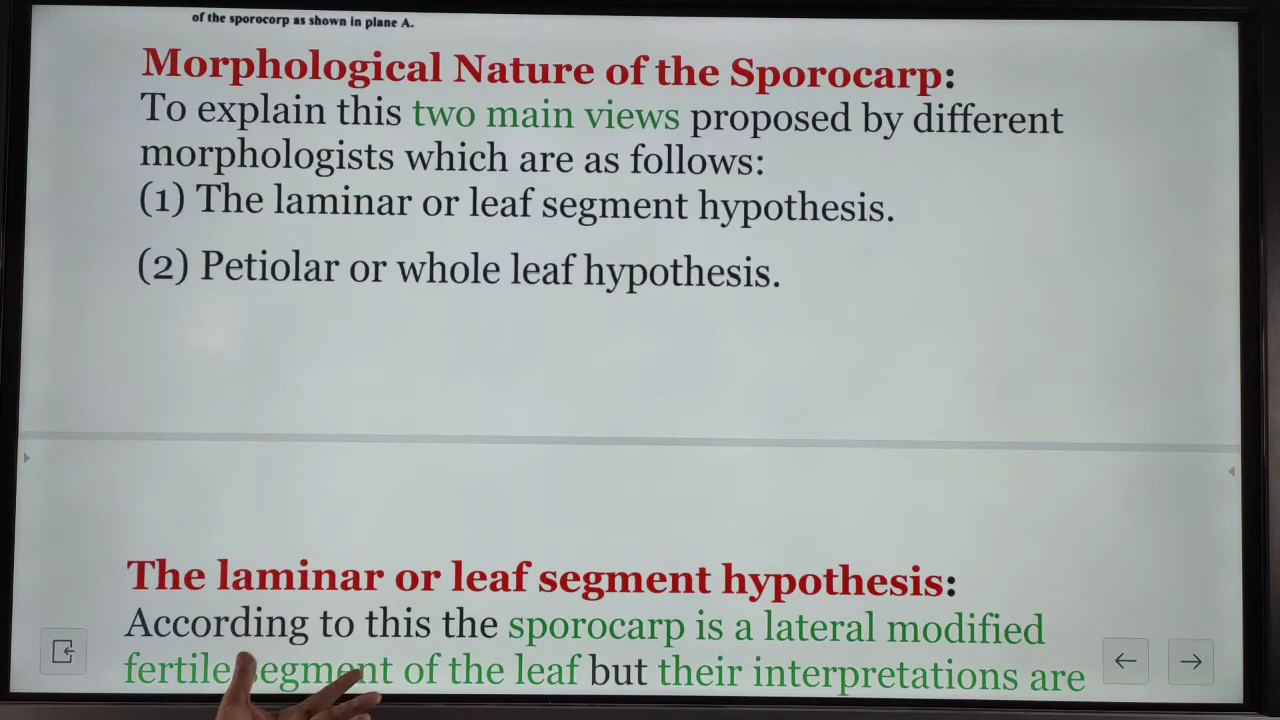 of the sporocorp as shown in plane A.
Morphological Nature of the Sporocarp:
To explain this two main views proposed by different
morphologists which are as follows:
(1) The laminar or leaf segment hypothesis.
(2) Petiolar or whole leaf hypothesis.
The laminar or leaf segment hypothesis:
According to this the sporocarp is a lateral modified
fertile segment of the leaf but their interpretations are